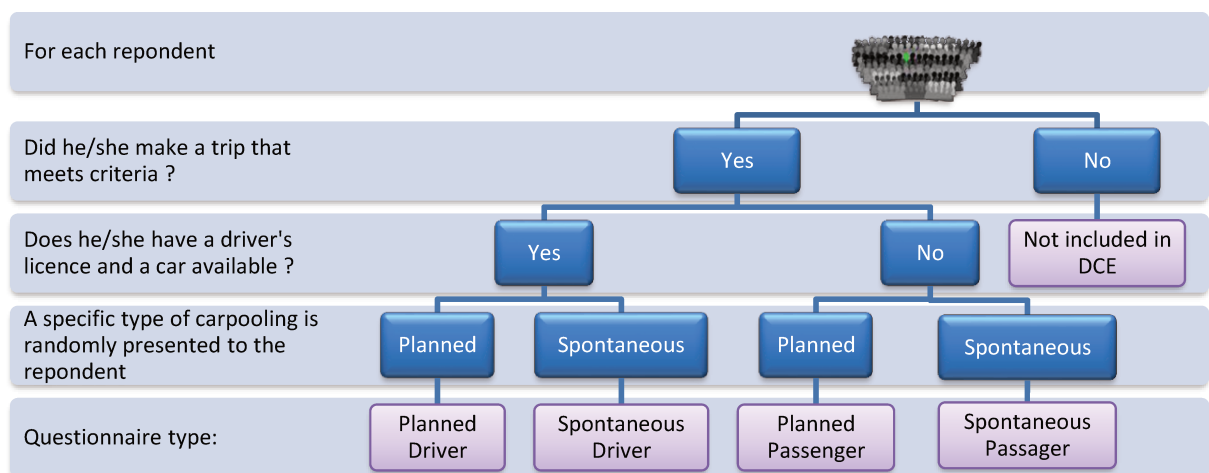 For each repondent
Did he/she make a trip that
meets criteria ?
Yes
No
Does he/she have a driver's
licence and a car available ?
Yes
No
Not included in
DCE
A specific type of carpooling is
randomly presented to the
repondent
Planned
Spontaneous
Planned
Spontaneous
Questionnaire type:
Planned
Driver
Spontaneous
Driver
Planned
Passenger
Spontaneous
Passager